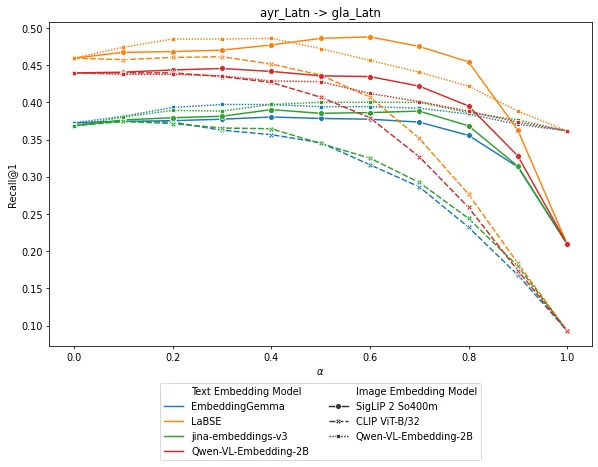 ayr_Latn -> gla_Latn
Recall@1
0.50
0.45
0.40
0.35
0.30
0.25
0.20
0.15
0.10
0.0 0.2 0.4 0.6 0.8 1.0
α
Text Embedding Model Image Embedding Model
EmbeddingGemma SigLIP 2 So400m
LaBSE CLIP ViT-B/32
jina-embeddings-v3 Qwen-VL-Embedding-2B
Qwen-VL-Embedding-2B